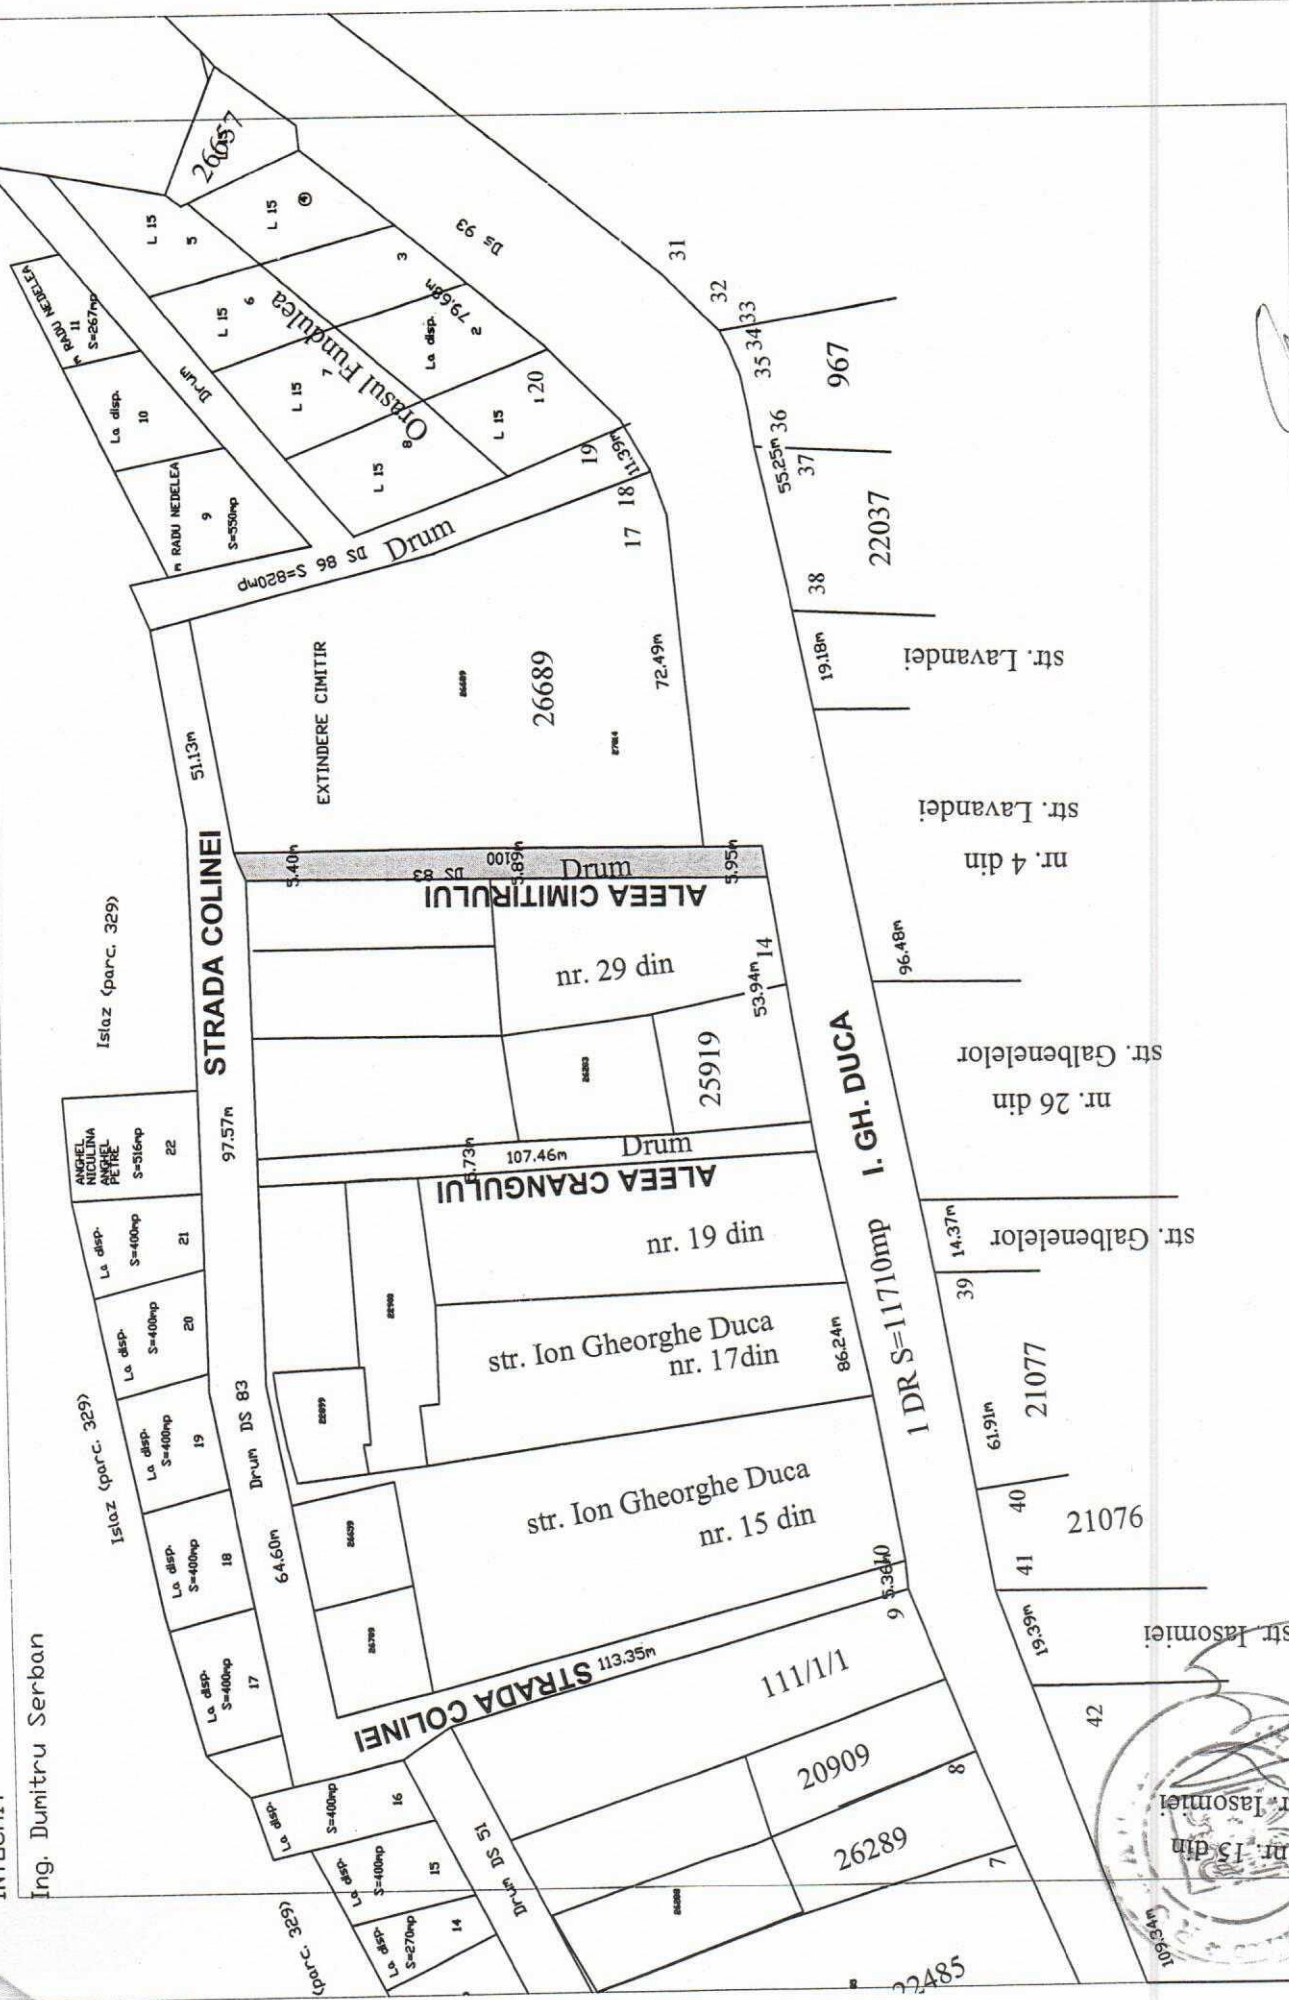 Ing. Dumitru Serban
26657
L 15
5
L 15
4
RADU NEDELEA
11
S=267mp
L 15
6
3
Ds 93
79.68m
Orasul Fundulea
Drum
La disp.
10
L 15
7
La disp.
2
L 15
8
L 15
1
20
m RADU NEDELEA
9
S=550mp
DS 86 S=820mp
Drum
19
11.39m
18
17
31
32
33
34
35
36
967
55.25m
37
22037
38
19.18m
str. Lavandei
EXTINDERE CIMITIR
26689
26689
27014
72.49m
51.13m
STRADA COLINEI
5.40m
DS 83
5.89m
00100
Drum
5.95m
ALEEA CIMITIRULUI
str. Lavandei
nr. 4 din
Islaz (parc. 329)
nr. 29 din
53.94m
14
96.48m
26203
25919
I. GH. DUCA
str. Galbenelelor
nr. 26 din
ANGHEL
NICULINA
ANGHEL
PETRE
S=516mp
22
97.57m
6.73m
107.46m
Drum
ALEEA CRANGULUI
La disp.
S=400mp
21
nr. 19 din
1 DR S=11710mp
14.37m
str. Galbenelelor
39
La disp.
S=400mp
20
str. Ion Gheorghe Duca
nr. 17din
86.24m
Islaz (parc. 329)
La disp.
S=400mp
19
Drum DS 83
21077
61.91m
La disp.
S=400mp
18
64.60m
str. Ion Gheorghe Duca
nr. 15 din
40
21076
41
La disp.
S=400mp
17
26709
STRADA COLINEI
113.35m
9
5.36m
10
19.39m
str. Iasomiei
111/1/1
42
La disp.
S=400mp
16
20909
8
Iasomiei
nr. 15 din
La disp.
S=400mp
15
Drum DS 51
26289
7
(parc. 329)
La disp.
S=270mp
14
22485
109.34m